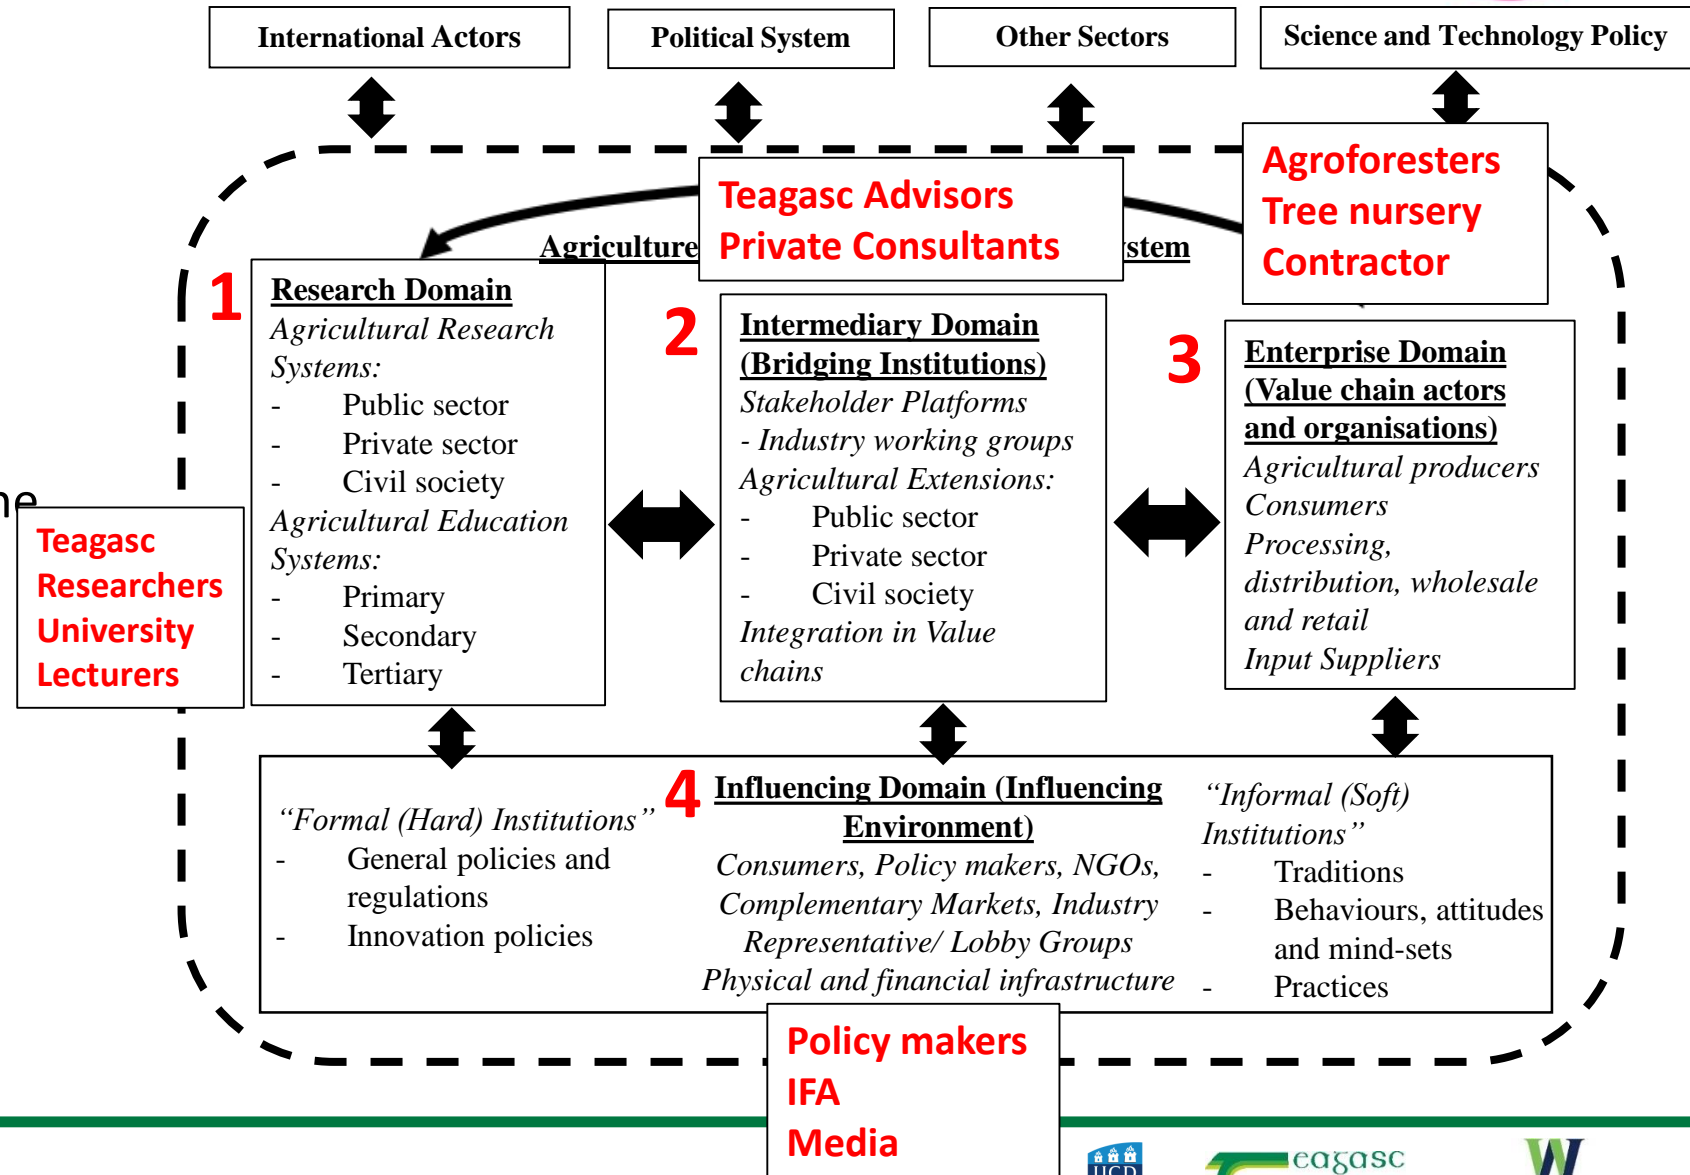 International Actors
Political System
Other Sectors
Science and Technology Policy
Agroforesters
Tree nursery
Contractor
Teagasc Advisors
Private Consultants
Agriculture
1
Research Domain
Agricultural Research
Systems:
- Public sector
- Private sector
- Civil society
Agricultural Education
Systems:
- Primary
- Secondary
- Tertiary
Teagasc
Researchers
University
Lecturers
2
Intermediary Domain
(Bridging Institutions)
Stakeholder Platforms
- Industry working groups
Agricultural Extensions:
- Public sector
- Private sector
- Civil society
Integration in Value
chains
3
Enterprise Domain
(Value chain actors
and organisations)
Agricultural producers
Consumers
Processing,
distribution, wholesale
and retail
Input Suppliers
“Formal (Hard) Institutions”
- General policies and
regulations
- Innovation policies
4
Influencing Domain (Influencing
Environment)
Consumers, Policy makers, NGOs,
Complementary Markets, Industry
Representative/ Lobby Groups
Physical and financial infrastructure
“Informal (Soft)
Institutions”
- Traditions
- Behaviours, attitudes
and mind-sets
- Practices
Policy makers
IFA
Media
UCD
eagasc
W